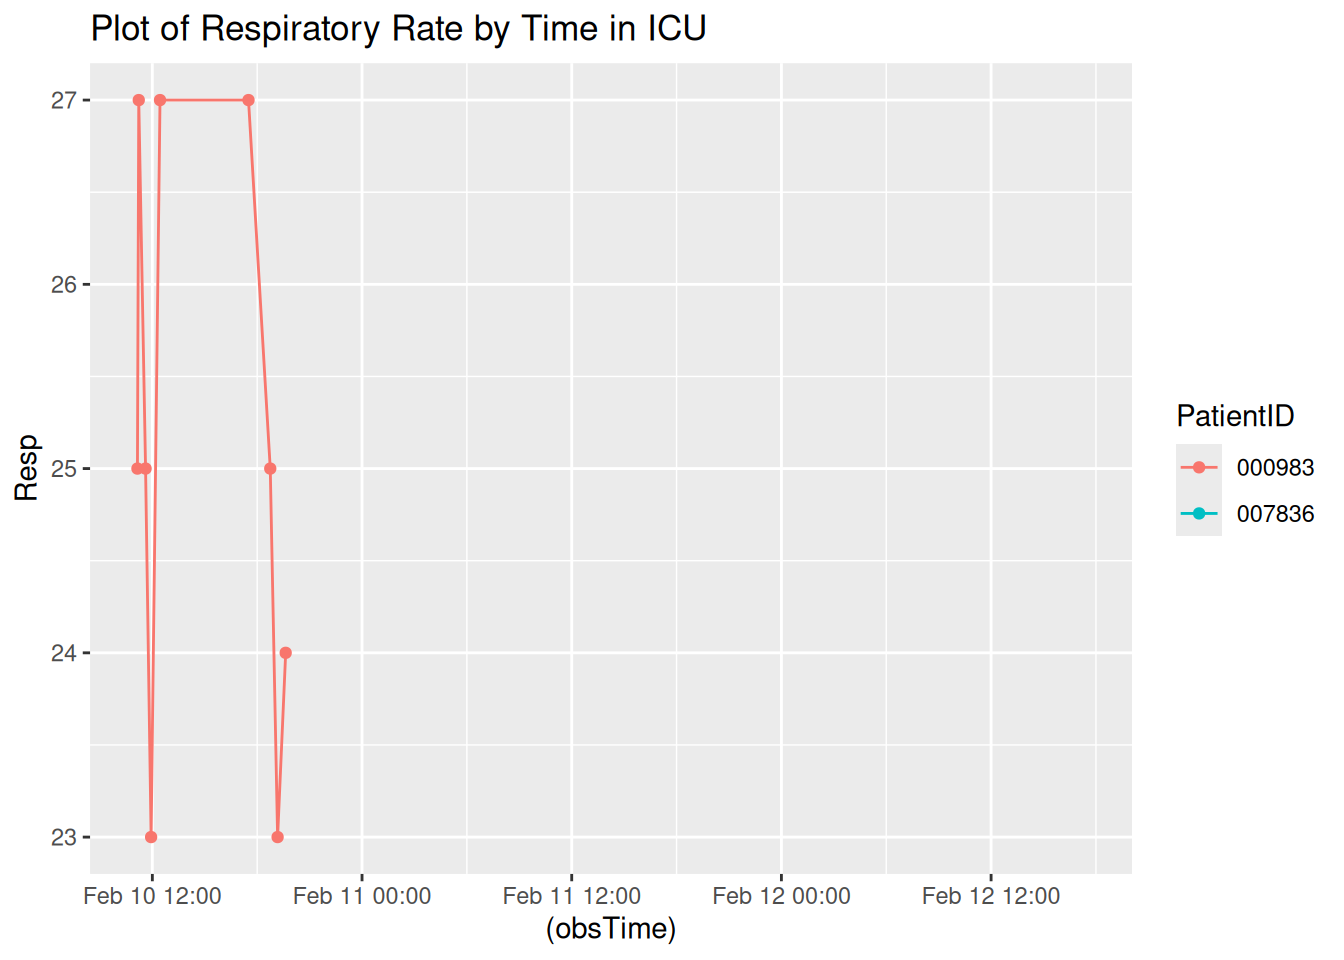 Plot of Respiratory Rate by Time in ICU
27
26
25
24
23
Resp
Feb 10 12:00
Feb 11 00:00
Feb 11 12:00
Feb 12 00:00
Feb 12 12:00
(obsTime)
PatientID
000983
007836